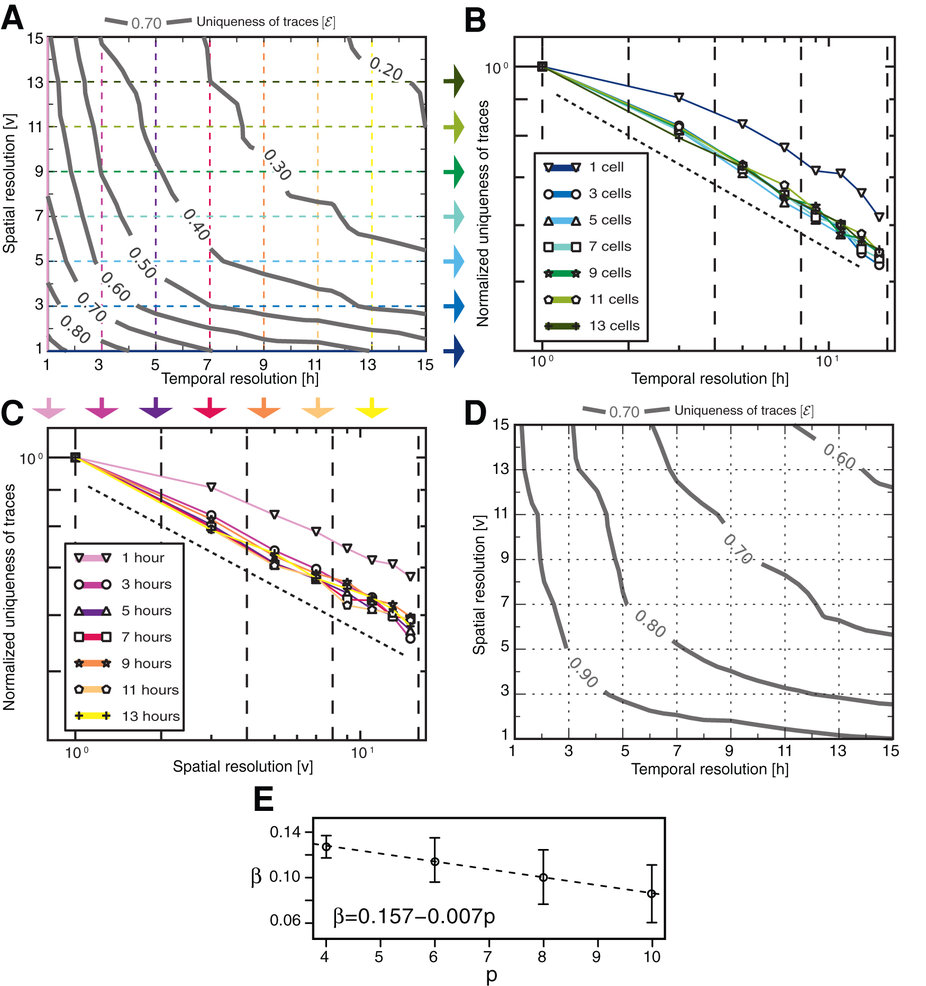 A
0.70 Uniqueness of traces [ℰ]
Spatial resolution [v]
15
13
11
9
7
5
3
1
0.20
0.30
0.40
0.50
0.60
0.70
0.80
1 3 5 7 9 11 13 15
Temporal resolution [h]
B
Normalized uniqueness of traces
10⁰
1 cell
3 cells
5 cells
7 cells
9 cells
11 cells
13 cells
10⁰ 10¹
Temporal resolution [h]
C
Normalized uniqueness of traces
10⁰
1 hour
3 hours
5 hours
7 hours
9 hours
11 hours
13 hours
10⁰ 10¹
Spatial resolution [v]
D
0.70 Uniqueness of traces [ℰ]
Spatial resolution [v]
15
13
11
9
7
5
3
1
0.60
0.70
0.80
0.90
1 3 5 7 9 11 13 15
Temporal resolution [h]
E
β
0.14
0.10
0.06
β=0.157−0.007p
4 5 6 7 8 9 10
p